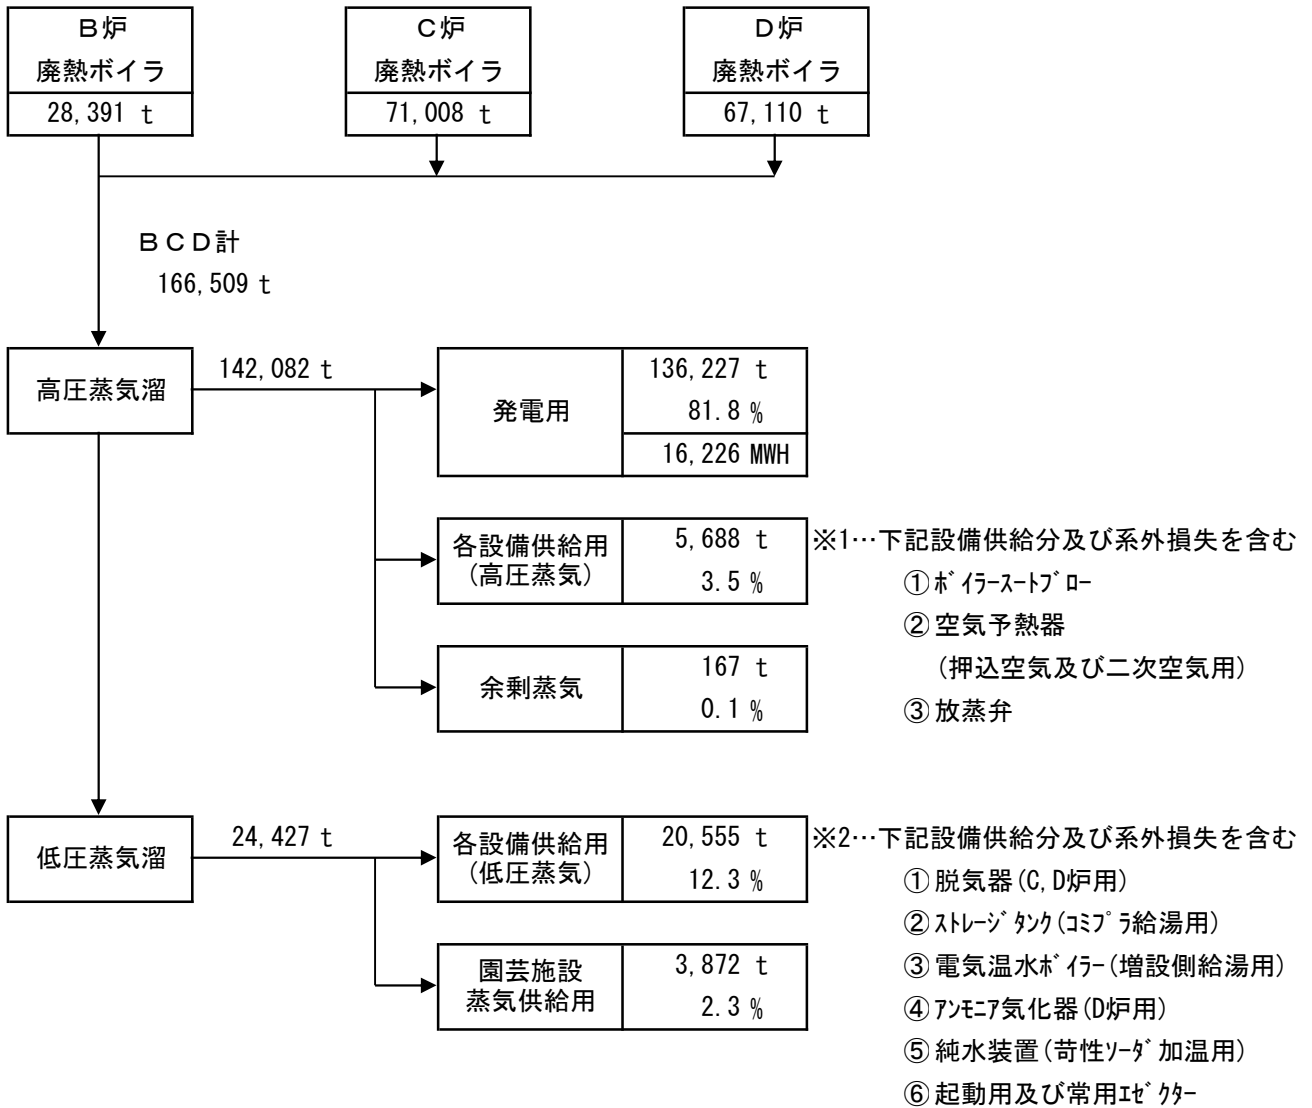 B炉
廃熱ボイラ
28,391 t
C炉
廃熱ボイラ
71,008 t
D炉
廃熱ボイラ
67,110 t
BCD計
166,509 t
高圧蒸気溜
142,082 t
発電用
136,227 t
81.8 %
16,226 MWH
各設備供給用
(高圧蒸気)
5,688 t
3.5 %
※1…下記設備供給分及び系外損失を含む
①ﾎﾞｲﾗｰｽｰﾄﾌﾞﾛｰ
②空気予熱器
(押込空気及び二次空気用)
③放蒸弁
余剰蒸気
167 t
0.1 %
低圧蒸気溜
24,427 t
各設備供給用
(低圧蒸気)
20,555 t
12.3 %
※2…下記設備供給分及び系外損失を含む
①脱気器(C,D炉用)
②ｽﾄﾚｰｼﾞﾀﾝｸ(ｺﾐﾌﾟﾗ給湯用)
③電気温水ﾎﾞｲﾗｰ(増設側給湯用)
④ｱﾝﾓﾆｱ気化器(D炉用)
⑤純水装置(苛性ｿｰﾀﾞ加温用)
⑥起動用及び常用ｴｾﾞｸﾀｰ
園芸施設
蒸気供給用
3,872 t
2.3 %